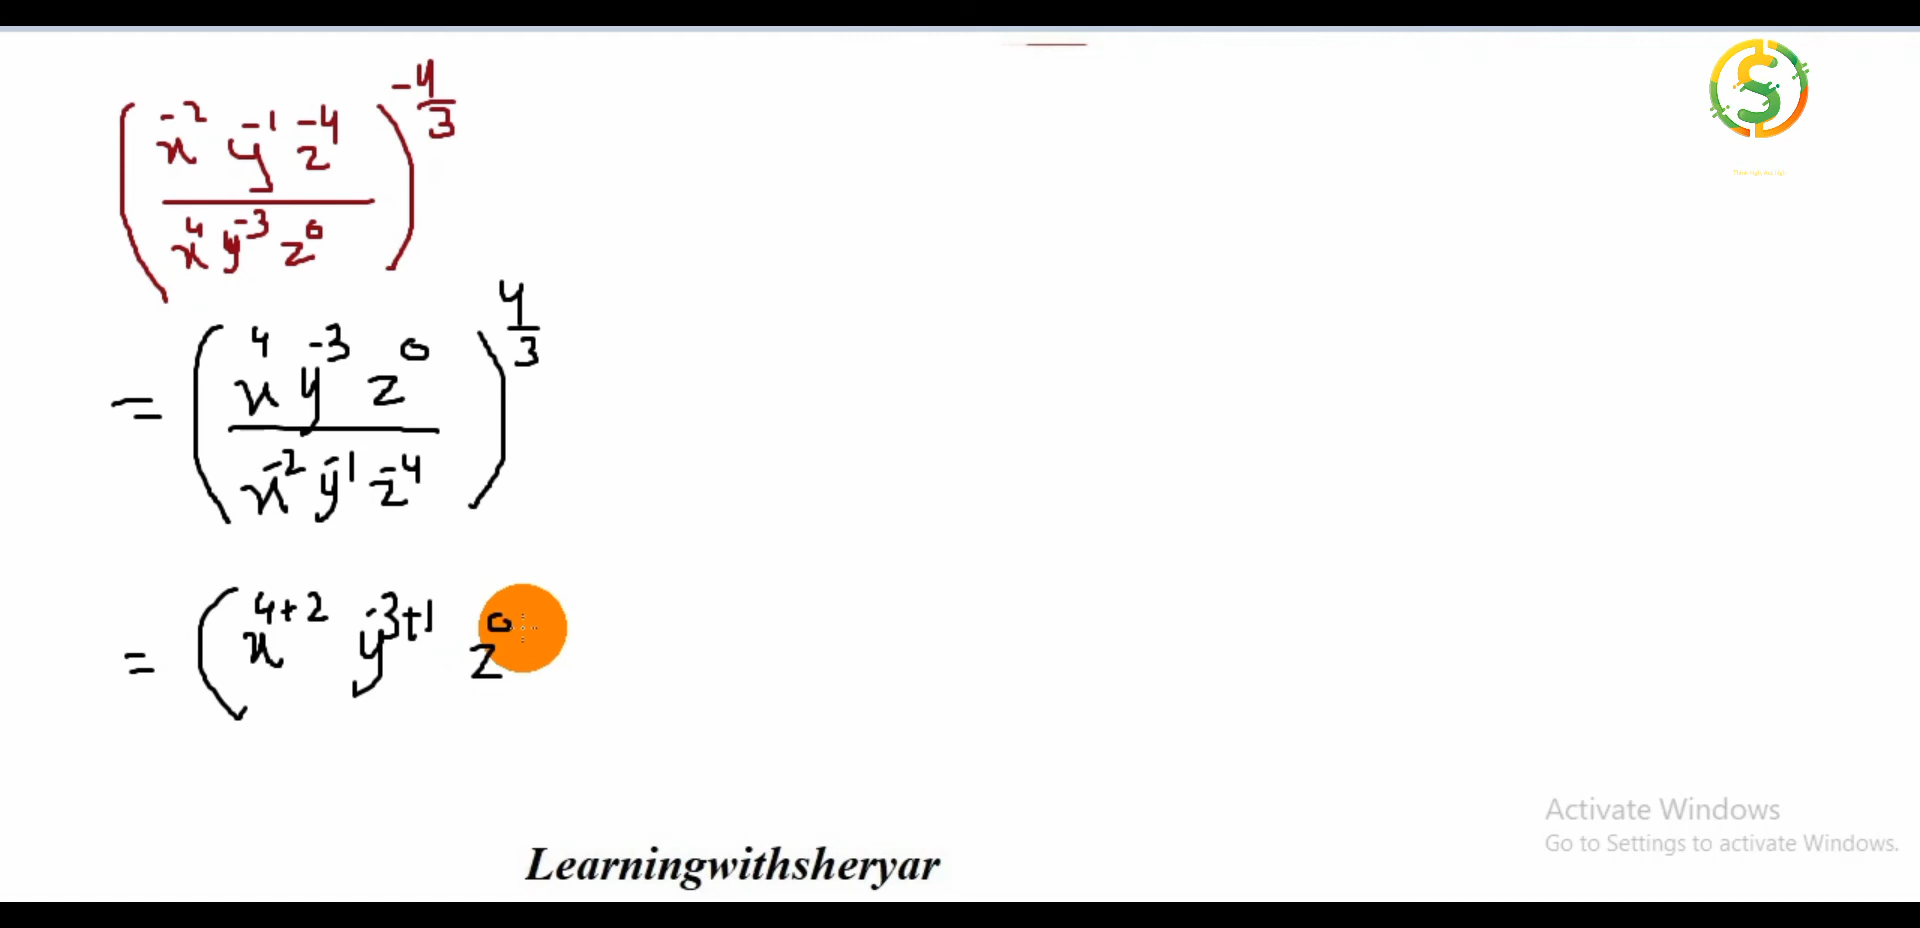 (x^-2 y^-1 z^-4 / x^4 y^-3 z^0)^-4/3
= (x^4 y^-3 z^0 / x^-2 y^-1 z^-4)^4/3
= (x^4+2 y^-3+1 z^0
Activate Windows
Go to Settings to activate Windows.
Learningwithsheryar